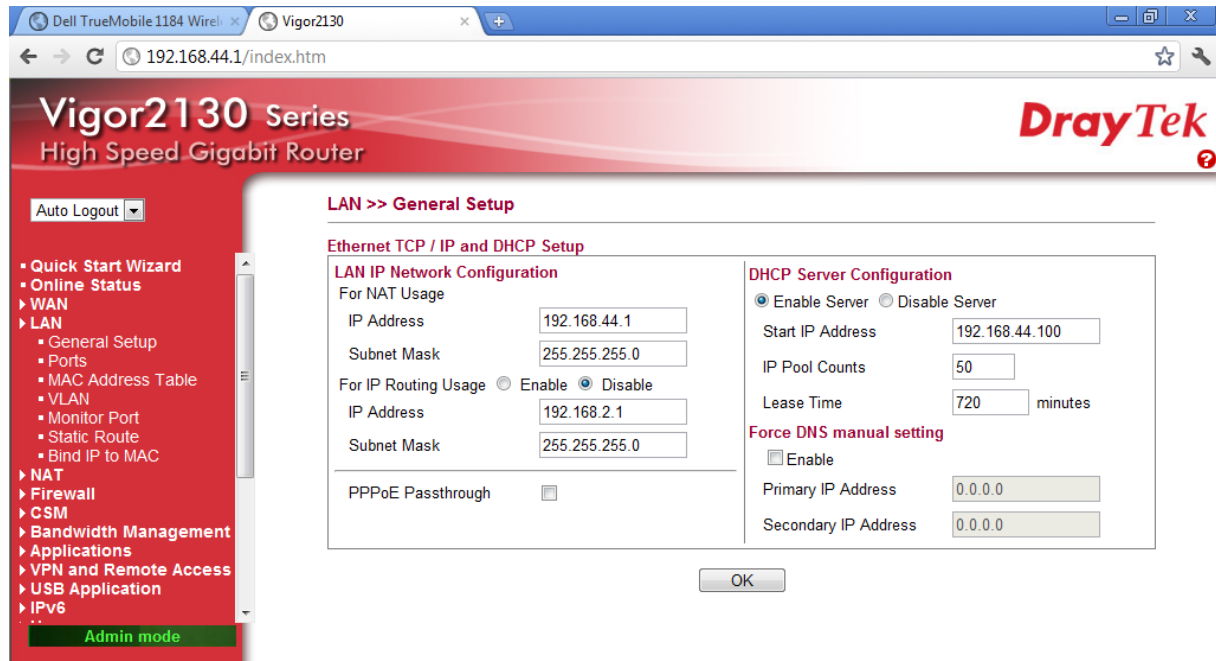 Dell TrueMobile 1184 Wirel
Vigor2130
192.168.44.1/index.htm
Vigor2130 Series
High Speed Gigabit Router
DrayTek
?
Auto Logout
Quick Start Wizard
Online Status
WAN
LAN
General Setup
Ports
MAC Address Table
VLAN
Monitor Port
Static Route
Bind IP to MAC
NAT
Firewall
CSM
Bandwidth Management
Applications
VPN and Remote Access
USB Application
IPv6
Admin mode
LAN >> General Setup
Ethernet TCP / IP and DHCP Setup
LAN IP Network Configuration
For NAT Usage
IP Address 192.168.44.1
Subnet Mask 255.255.255.0
For IP Routing Usage Enable Disable
IP Address 192.168.2.1
Subnet Mask 255.255.255.0
PPPoE Passthrough
DHCP Server Configuration
Enable Server Disable Server
Start IP Address 192.168.44.100
IP Pool Counts 50
Lease Time 720 minutes
Force DNS manual setting
Enable
Primary IP Address 0.0.0.0
Secondary IP Address 0.0.0.0
OK